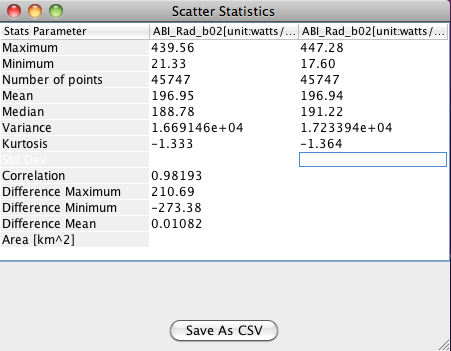 Scatter Statistics
Stats Parameter ABI_Rad_b02[unit:watts/... ABI_Rad_b02[unit:watts/...
Maximum 439.56 447.28
Minimum 21.33 17.60
Number of points 45747 45747
Mean 196.95 196.94
Median 188.78 191.22
Variance 1.669146e+04 1.723394e+04
Kurtosis -1.333 -1.364
Std Dev
Correlation 0.98193
Difference Maximum 210.69
Difference Minimum -273.38
Difference Mean 0.01082
Area [km^2]
Save As CSV